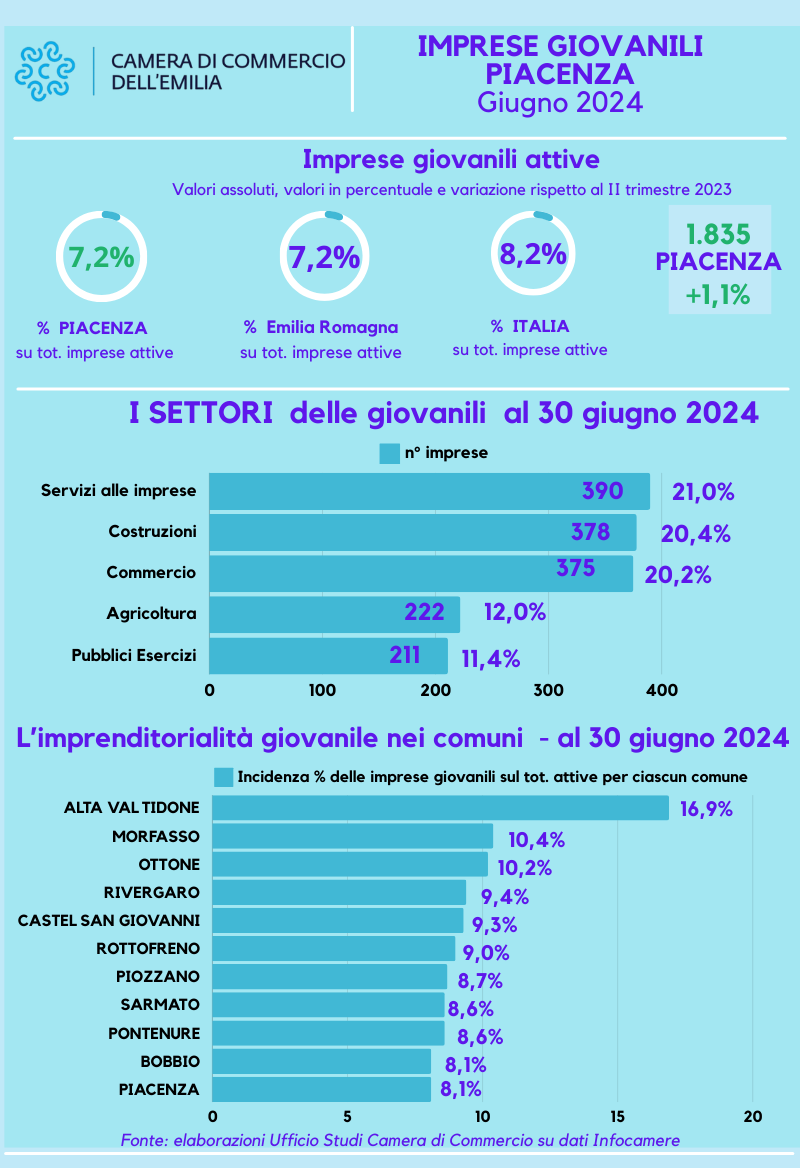 CAMERA DI COMMERCIO
DELL'EMILIA
IMPRESE GIOVANILI
PIACENZA
Giugno 2024
Imprese giovanili attive
Valori assoluti, valori in percentuale e variazione rispetto al II trimestre 2023
7,2%
% PIACENZA
su tot. imprese attive
7,2%
% Emilia Romagna
su tot. imprese attive
8,2%
% ITALIA
su tot. imprese attive
1.835
PIACENZA
+1,1%
I SETTORI delle giovanili al 30 giugno 2024
n° imprese
Servizi alle imprese 390 21,0%
Costruzioni 378 20,4%
Commercio 375 20,2%
Agricoltura 222 12,0%
Pubblici Esercizi 211 11,4%
0 100 200 300 400
L'imprenditorialità giovanile nei comuni - al 30 giugno 2024
Incidenza % delle imprese giovanili sul tot. attive per ciascun comune
ALTA VAL TIDONE 16,9%
MORFASSO 10,4%
OTTONE 10,2%
RIVERGARO 9,4%
CASTEL SAN GIOVANNI 9,3%
ROTTOFRENO 9,0%
PIOZZANO 8,7%
SARMATO 8,6%
PONTENURE 8,6%
BOBBIO 8,1%
PIACENZA 8,1%
0 5 10 15 20
Fonte: elaborazioni Ufficio Studi Camera di Commercio su dati Infocamere